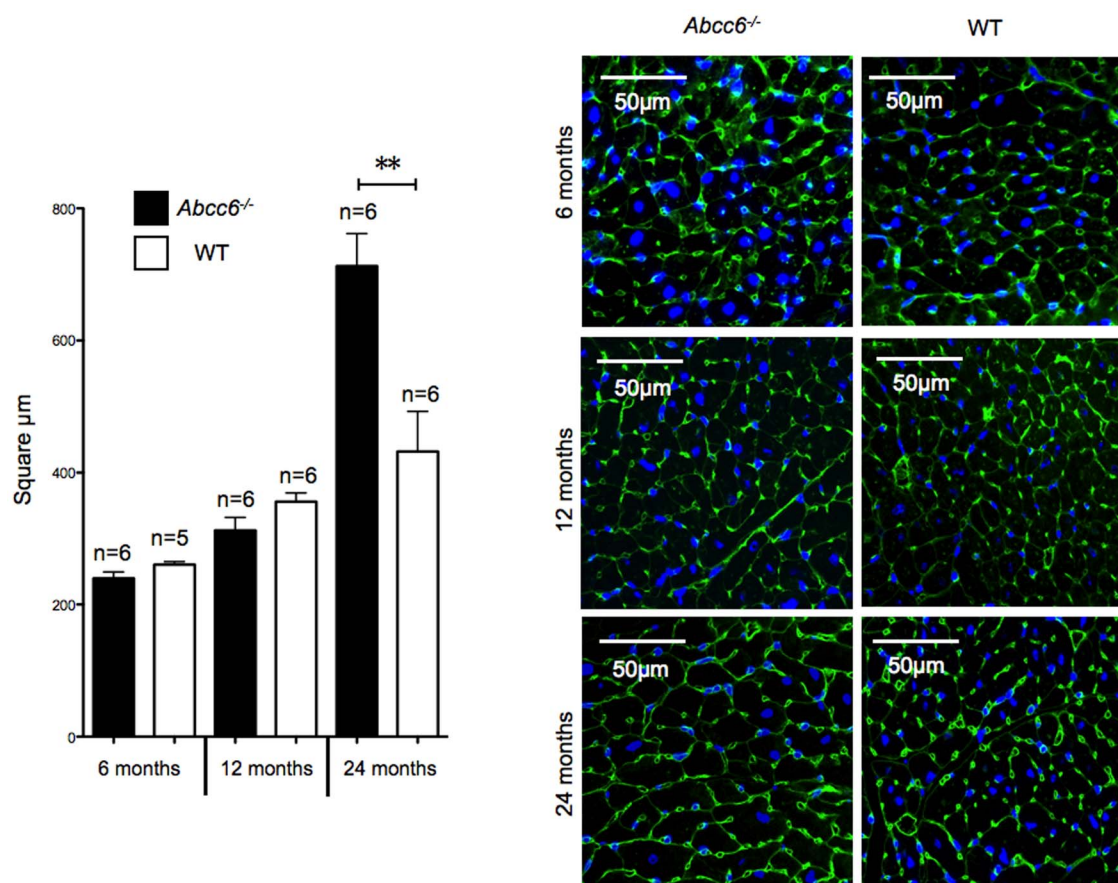 Abcc6-/-
WT
**
n=6
n=6
n=6
n=6
n=6
n=5
800
600
400
200
0
Square µm
6 months
12 months
24 months
Abcc6-/-
WT
6 months
50µm
50µm
12 months
50µm
50µm
24 months
50µm
50µm